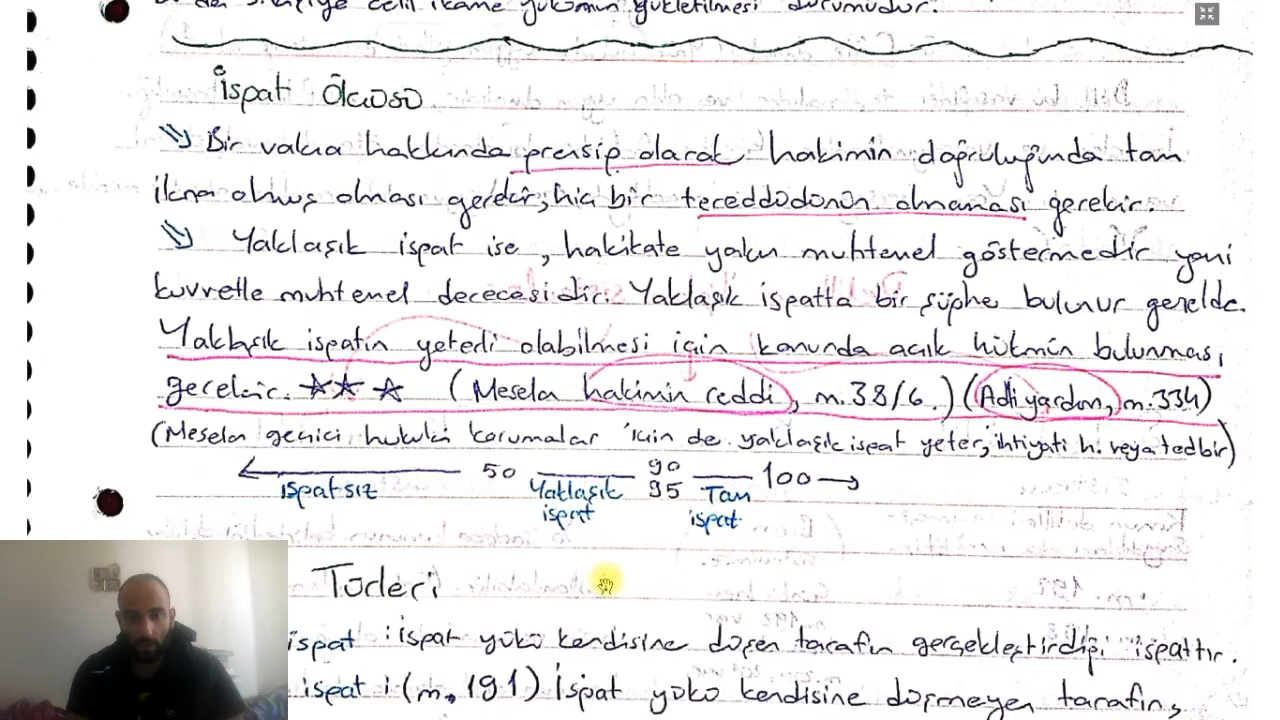 yükletilmesi durumudur.
İspat Ölçüsü
Bir vakıa hakkında prensip olarak hakimin doğruluğunda tam
ikna olmuş olması gerekir, hiç bir tereddüdünün olmaması gerekir.
Yaklaşık ispat ise, hakikate yakın muhtemel göstermedir yani
kuvvetle muhtemel derecesidir. Yaklaşık ispatta bir şüphe bulunur genelde.
Yaklaşık ispatın yeterli olabilmesi için kanunda açık hükmün bulunması
gerekir. ☆☆☆ (Mesela hakimin reddi, m.38/6.) (Adli yardım, m.334)
(Mesela geçici hukuki korumalar için de yaklaşık ispat yeter, ihtiyati h. veya tedbir)
← 50 — 90 — 100 →
ispatsız Yaklaşık 95 Tam
ispat ispat
Türleri
ispat : ispat yükü kendisine düşen tarafın gerçekleştirdiği ispattır.
ispat : (m. 191) İspat yükü kendisine düşmeyen tarafın,